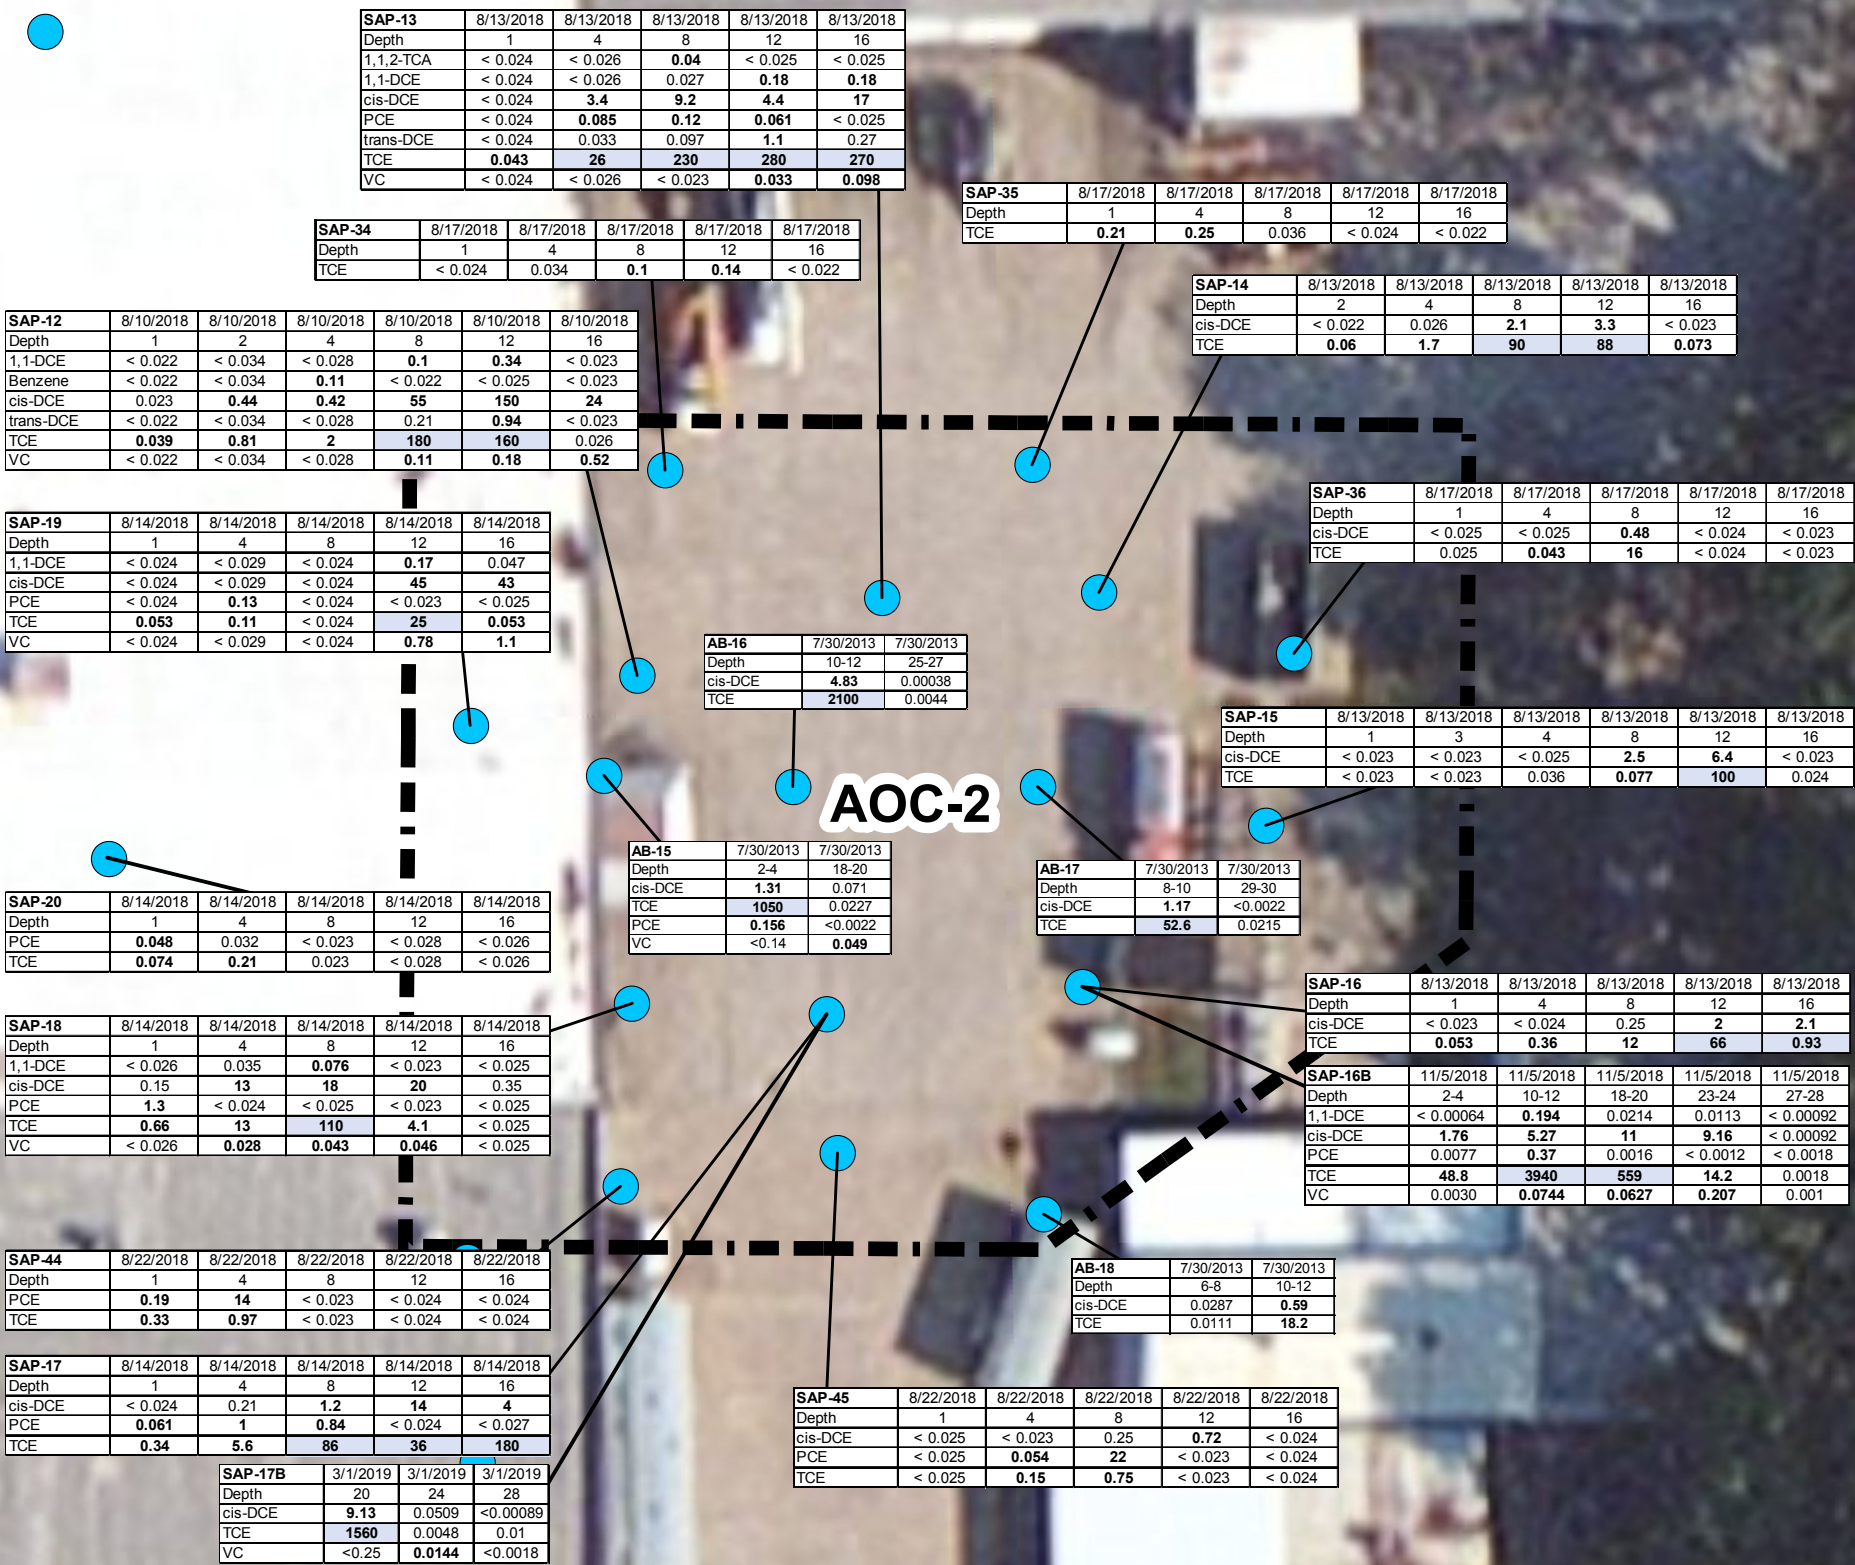 SAP-13 8/13/2018 8/13/2018 8/13/2018 8/13/2018 8/13/2018
Depth 1 4 8 12 16
1,1,2-TCA < 0.024 < 0.026 0.04 < 0.025 < 0.025
1,1-DCE < 0.024 < 0.026 0.027 0.18 0.18
cis-DCE < 0.024 3.4 9.2 4.4 17
PCE < 0.024 0.085 0.12 0.061 < 0.025
trans-DCE < 0.024 0.033 0.097 1.1 0.27
TCE 0.043 26 230 280 270
VC < 0.024 < 0.026 < 0.023 0.033 0.098
SAP-35 8/17/2018 8/17/2018 8/17/2018 8/17/2018 8/17/2018
Depth 1 4 8 12 16
TCE 0.21 0.25 0.036 < 0.024 < 0.022
SAP-34 8/17/2018 8/17/2018 8/17/2018 8/17/2018 8/17/2018
Depth 1 4 8 12 16
TCE < 0.024 0.034 0.1 0.14 < 0.022
SAP-14 8/13/2018 8/13/2018 8/13/2018 8/13/2018 8/13/2018
Depth 2 4 8 12 16
cis-DCE < 0.022 0.026 2.1 3.3 < 0.023
TCE 0.06 1.7 90 88 0.073
SAP-12 8/10/2018 8/10/2018 8/10/2018 8/10/2018 8/10/2018 8/10/2018
Depth 1 2 4 8 12 16
1,1-DCE < 0.022 < 0.034 < 0.028 0.1 0.34 < 0.023
Benzene < 0.022 < 0.034 0.11 < 0.022 < 0.025 < 0.023
cis-DCE 0.023 0.44 0.42 55 150 24
trans-DCE < 0.022 < 0.034 < 0.028 0.21 0.94 < 0.023
TCE 0.039 0.81 2 180 160 0.026
VC < 0.022 < 0.034 < 0.028 0.11 0.18 0.52
SAP-36 8/17/2018 8/17/2018 8/17/2018 8/17/2018 8/17/2018
Depth 1 4 8 12 16
cis-DCE < 0.025 < 0.025 0.48 < 0.024 < 0.023
TCE 0.025 0.043 16 < 0.024 < 0.023
SAP-19 8/14/2018 8/14/2018 8/14/2018 8/14/2018 8/14/2018
Depth 1 4 8 12 16
1,1-DCE < 0.024 < 0.029 < 0.024 0.17 0.047
cis-DCE < 0.024 < 0.029 < 0.024 45 43
PCE < 0.024 0.13 < 0.024 < 0.023 < 0.025
TCE 0.053 0.11 < 0.024 25 0.053
VC < 0.024 < 0.029 < 0.024 0.78 1.1
AB-16 7/30/2013 7/30/2013
Depth 10-12 25-27
cis-DCE 4.83 0.00038
TCE 2100 0.0044
SAP-15 8/13/2018 8/13/2018 8/13/2018 8/13/2018 8/13/2018 8/13/2018
Depth 1 3 4 8 12 16
cis-DCE < 0.023 < 0.023 < 0.025 2.5 6.4 < 0.023
TCE < 0.023 < 0.023 0.036 0.077 100 0.024
AOC-2
AB-15 7/30/2013 7/30/2013
Depth 2-4 18-20
cis-DCE 1.31 0.071
TCE 1050 0.0227
PCE 0.156 <0.0022
VC <0.14 0.049
AB-17 7/30/2013 7/30/2013
Depth 8-10 29-30
cis-DCE 1.17 <0.0022
TCE 52.6 0.0215
SAP-20 8/14/2018 8/14/2018 8/14/2018 8/14/2018 8/14/2018
Depth 1 4 8 12 16
PCE 0.048 0.032 < 0.023 < 0.028 < 0.026
TCE 0.074 0.21 0.023 < 0.028 < 0.026
SAP-16 8/13/2018 8/13/2018 8/13/2018 8/13/2018 8/13/2018
Depth 1 4 8 12 16
cis-DCE < 0.023 < 0.024 0.25 2 2.1
TCE 0.053 0.36 12 66 0.93
SAP-18 8/14/2018 8/14/2018 8/14/2018 8/14/2018 8/14/2018
Depth 1 4 8 12 16
1,1-DCE < 0.026 0.035 0.076 < 0.023 < 0.025
cis-DCE 0.15 13 18 20 0.35
PCE 1.3 < 0.024 < 0.025 < 0.023 < 0.025
TCE 0.66 13 110 4.1 < 0.025
VC < 0.026 0.028 0.043 0.046 < 0.025
SAP-16B 11/5/2018 11/5/2018 11/5/2018 11/5/2018 11/5/2018
Depth 2-4 10-12 18-20 23-24 27-28
1,1-DCE < 0.00064 0.194 0.0214 0.0113 < 0.00092
cis-DCE 1.76 5.27 11 9.16 < 0.00092
PCE 0.0077 0.37 0.0016 < 0.0012 < 0.0018
TCE 48.8 3940 559 14.2 0.0018
VC 0.0030 0.0744 0.0627 0.207 0.001
SAP-44 8/22/2018 8/22/2018 8/22/2018 8/22/2018 8/22/2018
Depth 1 4 8 12 16
PCE 0.19 14 < 0.023 < 0.024 < 0.024
TCE 0.33 0.97 < 0.023 < 0.024 < 0.024
AB-18 7/30/2013 7/30/2013
Depth 6-8 10-12
cis-DCE 0.0287 0.59
TCE 0.0111 18.2
SAP-17 8/14/2018 8/14/2018 8/14/2018 8/14/2018 8/14/2018
Depth 1 4 8 12 16
cis-DCE < 0.024 0.21 1.2 14 4
PCE 0.061 1 0.84 < 0.024 < 0.027
TCE 0.34 5.6 86 36 180
SAP-45 8/22/2018 8/22/2018 8/22/2018 8/22/2018 8/22/2018
Depth 1 4 8 12 16
cis-DCE < 0.025 < 0.023 0.25 0.72 < 0.024
PCE < 0.025 0.054 22 < 0.023 < 0.024
TCE < 0.025 0.15 0.75 < 0.023 < 0.024
SAP-17B 3/1/2019 3/1/2019 3/1/2019
Depth 20 24 28
cis-DCE 9.13 0.0509 <0.00089
TCE 1560 0.0048 0.01
VC <0.25 0.0144 <0.0018